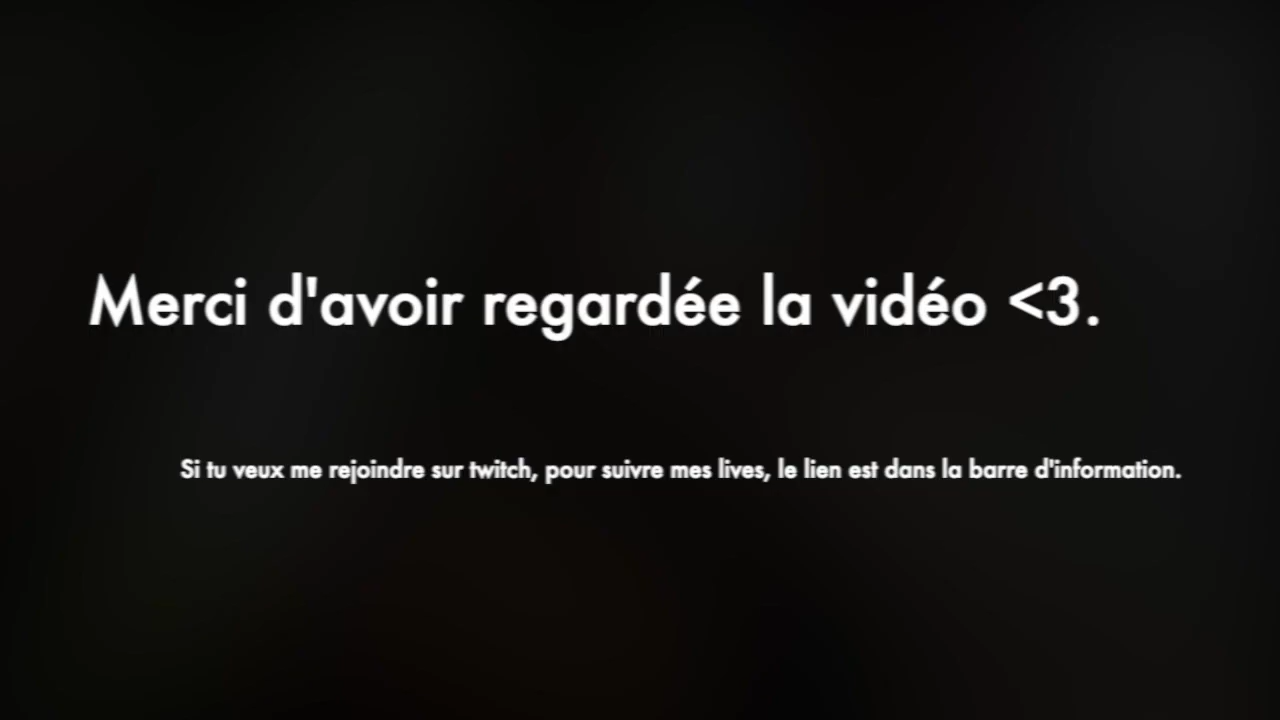 Merci d'avoir regardée la vidéo <3.
Si tu veux me rejoindre sur twitch, pour suivre mes lives, le lien est dans la barre d'information.